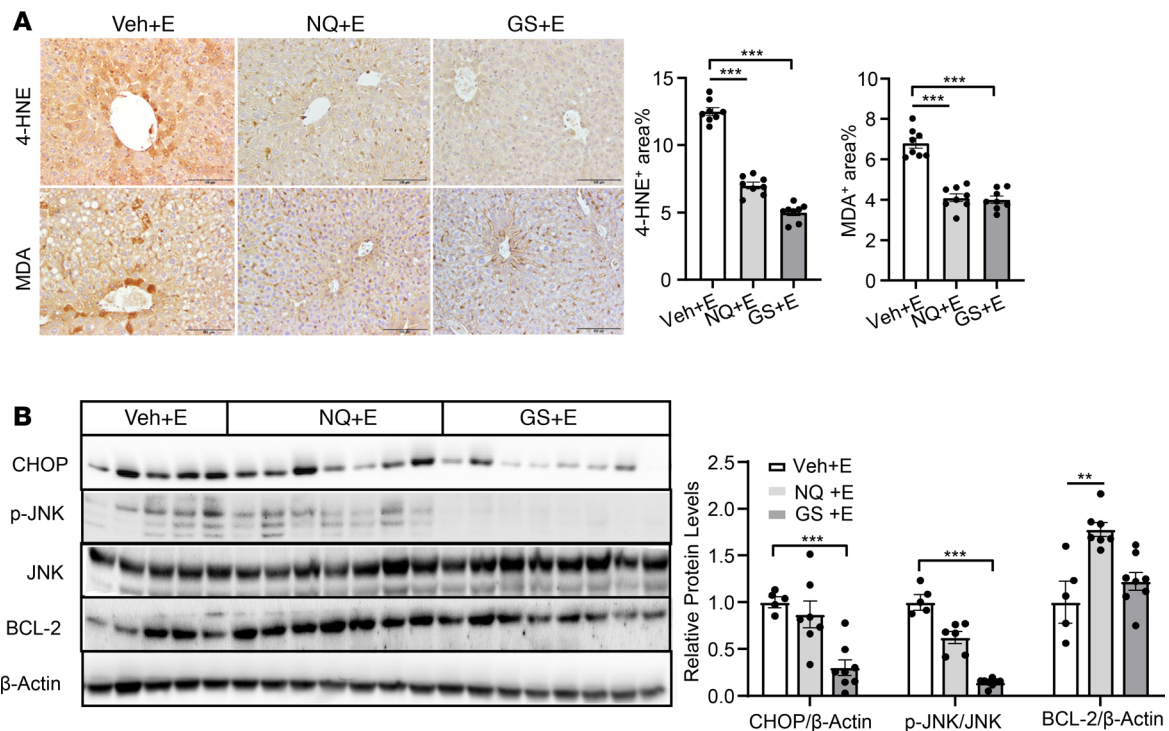 A
Veh+E NQ+E GS+E
4-HNE
MDA
4-HNE+ area%
15
10
5
0
***
***
Veh+E
NQ+E
GS+E
MDA+ area%
10
8
6
4
2
0
***
***
Veh+E
NQ+E
GS+E
B
Veh+E NQ+E GS+E
CHOP
p-JNK
JNK
BCL-2
β-Actin
Relative Protein Levels
2.5
2.0
1.5
1.0
0.5
0.0
Veh+E
NQ +E
GS +E
***
***
**
CHOP/β-Actin
p-JNK/JNK
BCL-2/β-Actin